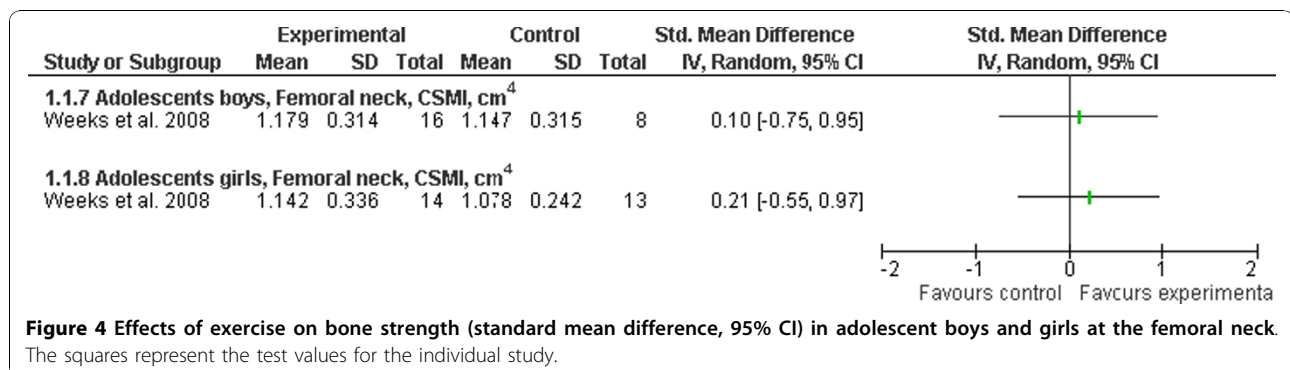 Experimental Control Std. Mean Difference Std. Mean Difference
Study or Subgroup Mean SD Total Mean SD Total IV, Random, 95% CI IV, Random, 95% CI
1.1.7 Adolescents boys, Femoral neck, CSMI, cm⁴
Weeks et al. 2008 1.179 0.314 16 1.147 0.315 8 0.10 [-0.75, 0.95]
1.1.8 Adolescents girls, Femoral neck, CSMI, cm⁴
Weeks et al. 2008 1.142 0.336 14 1.078 0.242 13 0.21 [-0.55, 0.97]
-2 -1 0 1 2
Favours control Favcurs experimenta
Figure 4 Effects of exercise on bone strength (standard mean difference, 95% CI) in adolescent boys and girls at the femoral neck.
The squares represent the test values for the individual study.